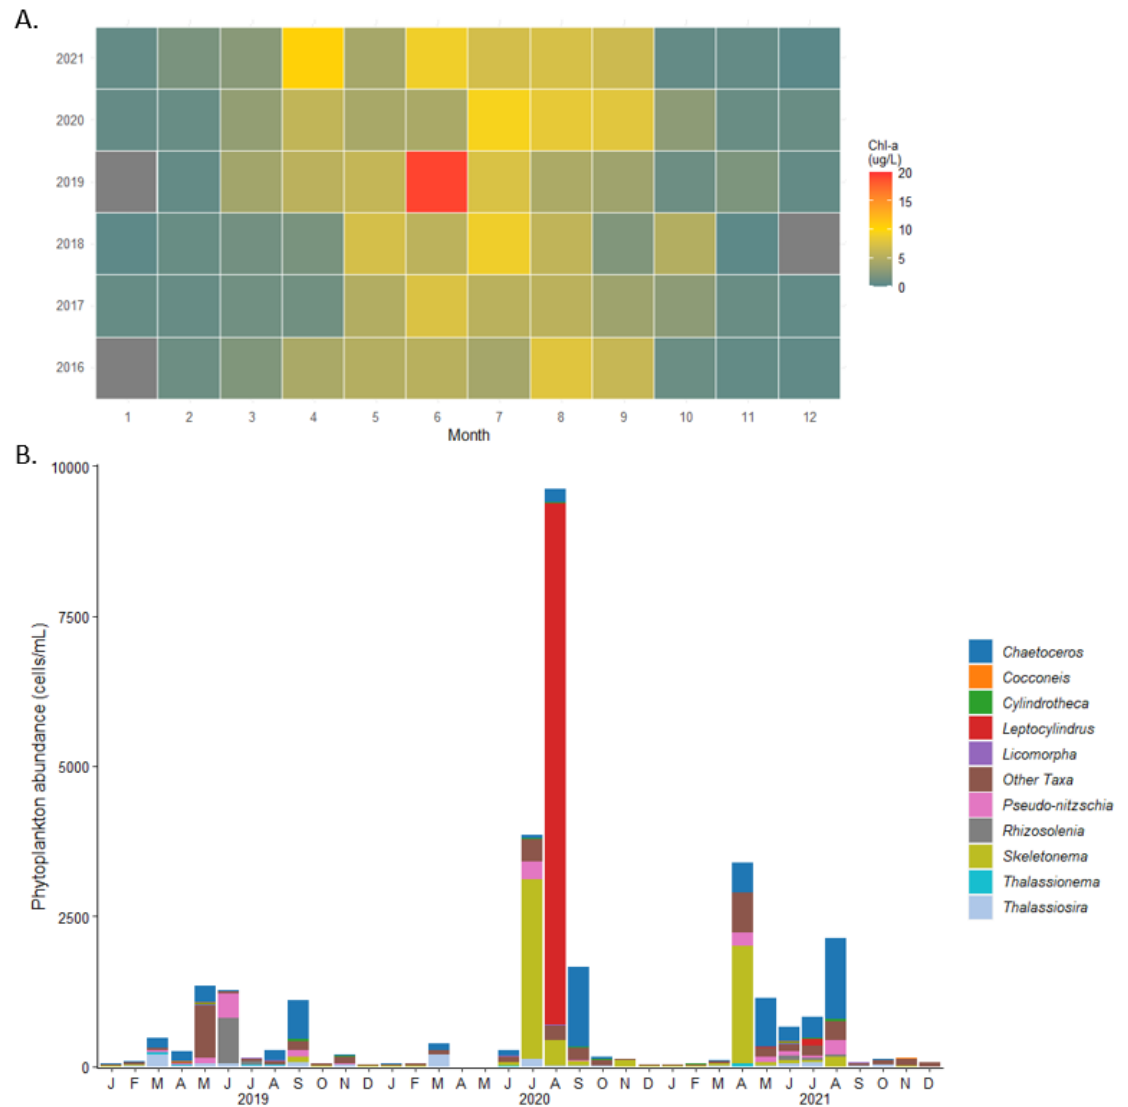 A.
2021
2020
2019
2018
2017
2016
1 2 3 4 5 6 7 8 9 10 11 12
Month
Chl-a
(ug/L)
20
15
10
5
0
B.
Phytoplankton abundance (cells/mL)
10000
7500
5000
2500
0
J F M A M J J A S O N D J F M A M J J A S O N D J F M A M J J A S O N D
2019 2020 2021
Chaetoceros
Cocconeis
Cylindrotheca
Leptocylindrus
Licomorpha
Other Taxa
Pseudo-nitzschia
Rhizosolenia
Skeletonema
Thalassionema
Thalassiosira